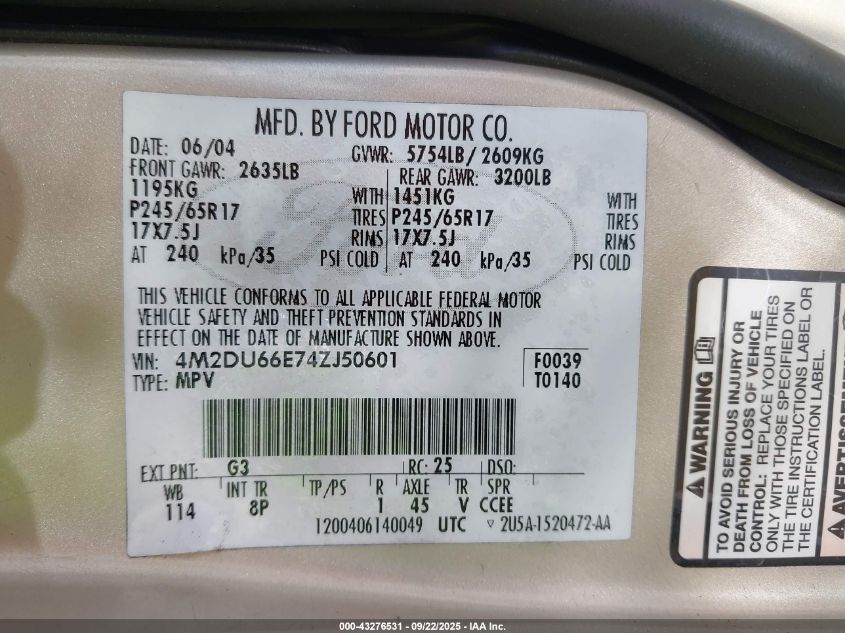 MFD. BY FORD MOTOR CO.
DATE: 06/04 GVWR: 5754LB/ 2609KG
FRONT GAWR: 2635LB REAR GAWR: 3200LB
1195KG WITH 1451KG WITH
P245/65R17 TIRES P245/65R17 TIRES
17X7.5J RIMS 17X7.5J RIMS
AT 240 kPa/35 PSI COLD AT 240 kPa/35 PSI COLD
THIS VEHICLE CONFORMS TO ALL APPLICABLE FEDERAL MOTOR
VEHICLE SAFETY AND THEFT PREVENTION STANDARDS IN
EFFECT ON THE DATE OF MANUFACTURE SHOWN ABOVE.
VIN: 4M2DU66E74ZJ50601 F0039
TYPE: MPV T0140
EXT PNT: G3 RC: 25 DSO:
WB INT TR TP/PS R AXLE TR SPR
114 8P 1 45 V CCEE
1200406140049 UTC ▽ 2U5A-1520472-AA
⚠ WARNING
TO AVOID SERIOUS INJURY OR
DEATH FROM LOSS OF VEHICLE
CONTROL: REPLACE YOUR TIRES
ONLY WITH THOSE SPECIFIED ON
THE TIRE INSTRUCTIONS LABEL OR
THE CERTIFICATION LABEL.
⚠ AVERTISSEMENT
000-43276531 - 09/22/2025 - IAA Inc.